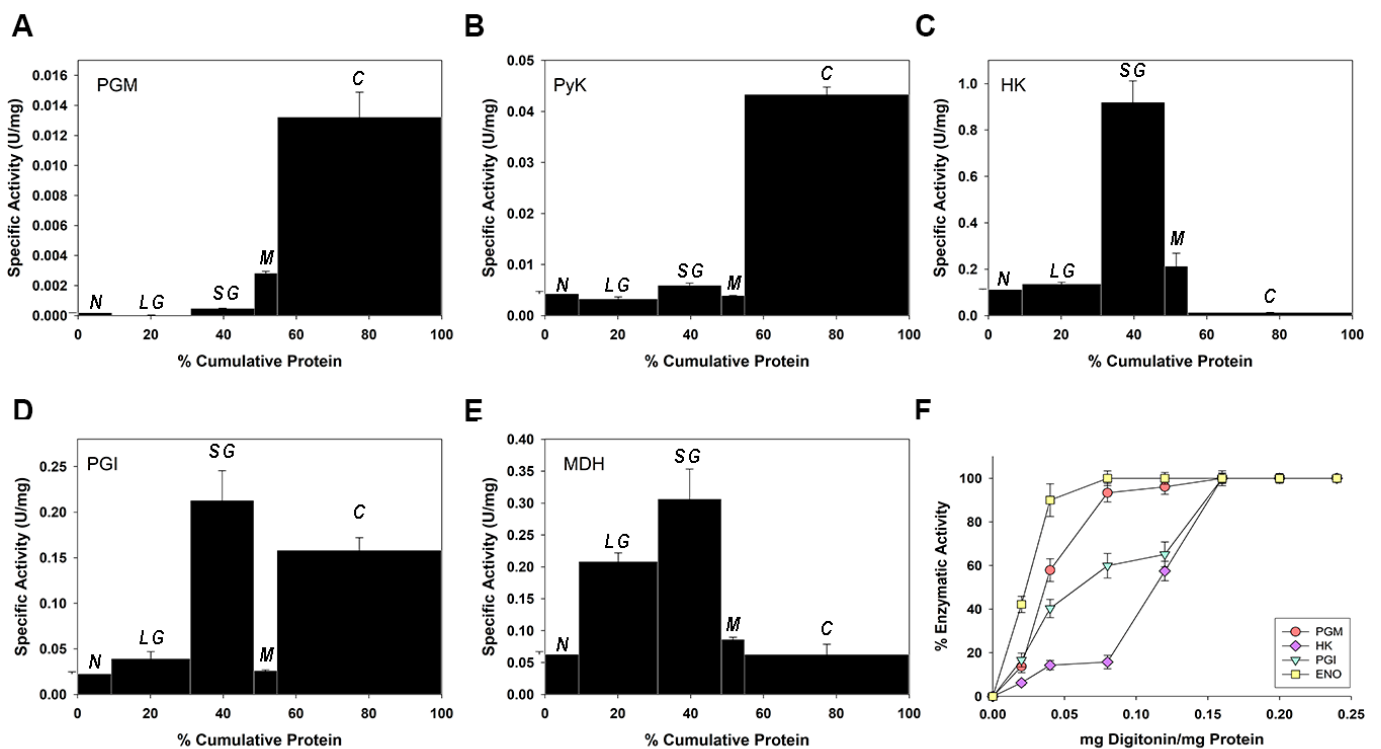 A
Specific Activity (U/mg)
0.016
0.014
0.012
0.010
0.008
0.006
0.004
0.002
0.000
PGM
N
LG
SG
M
C
0 20 40 60 80 100
% Cumulative Protein
B
Specific Activity (U/mg)
0.05
0.04
0.03
0.02
0.01
0.00
PyK
N
LG
SG
M
C
0 20 40 60 80 100
% Cumulative Protein
C
Specific Activity (U/mg)
1.0
0.8
0.6
0.4
0.2
0.0
HK
N
LG
SG
M
C
0 20 40 60 80 100
% Cumulative Protein
D
Specific Activity (U/mg)
0.25
0.20
0.15
0.10
0.05
0.00
PGI
N
LG
SG
M
C
0 20 40 60 80 100
% Cumulative Protein
E
Specific Activity (U/mg)
0.40
0.35
0.30
0.25
0.20
0.15
0.10
0.05
0.00
MDH
N
LG
SG
M
C
0 20 40 60 80 100
% Cumulative Protein
F
% Enzymatic Activity
100
80
60
40
20
0
PGM
HK
PGI
ENO
0.00 0.05 0.10 0.15 0.20 0.25
mg Digitonin/mg Protein